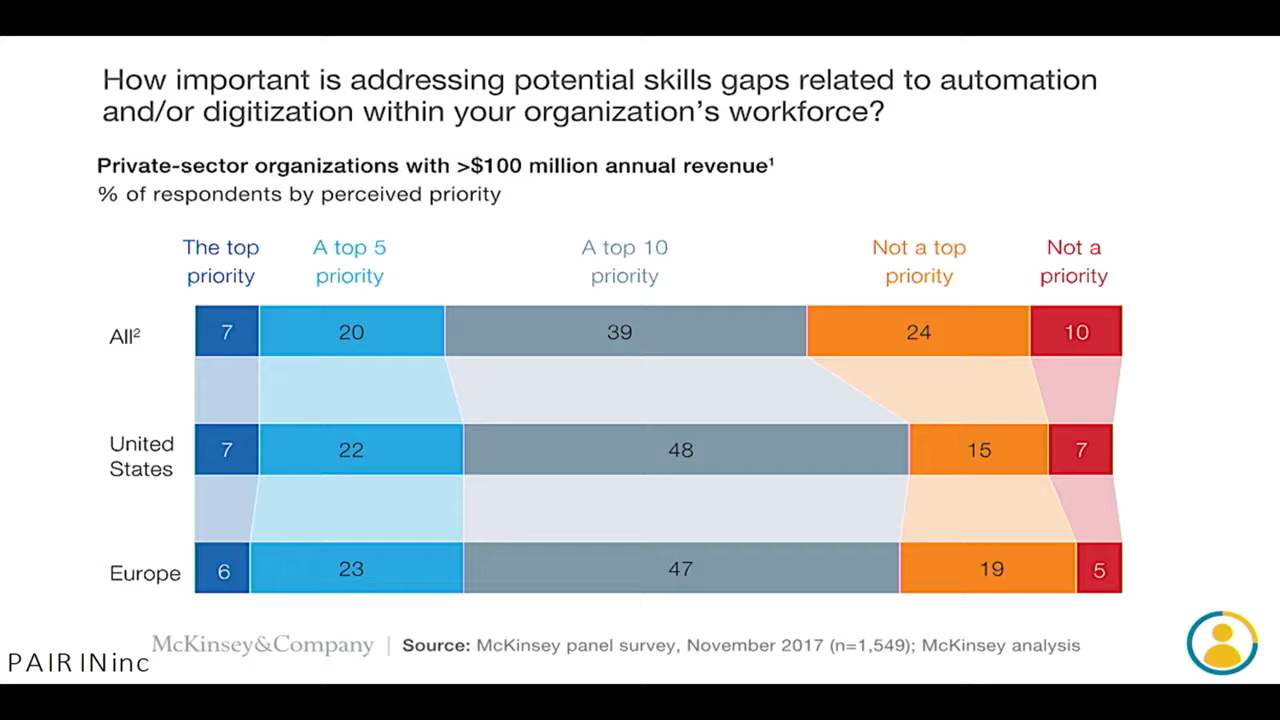 How important is addressing potential skills gaps related to automation
and/or digitization within your organization's workforce?
Private-sector organizations with >$100 million annual revenue¹
% of respondents by perceived priority
The top priority
A top 5 priority
A top 10 priority
Not a top priority
Not a priority
All² 7 20 39 24 10
United States 7 22 48 15 7
Europe 6 23 47 19 5
McKinsey&Company | Source: McKinsey panel survey, November 2017 (n=1,549); McKinsey analysis
PAIRINinc